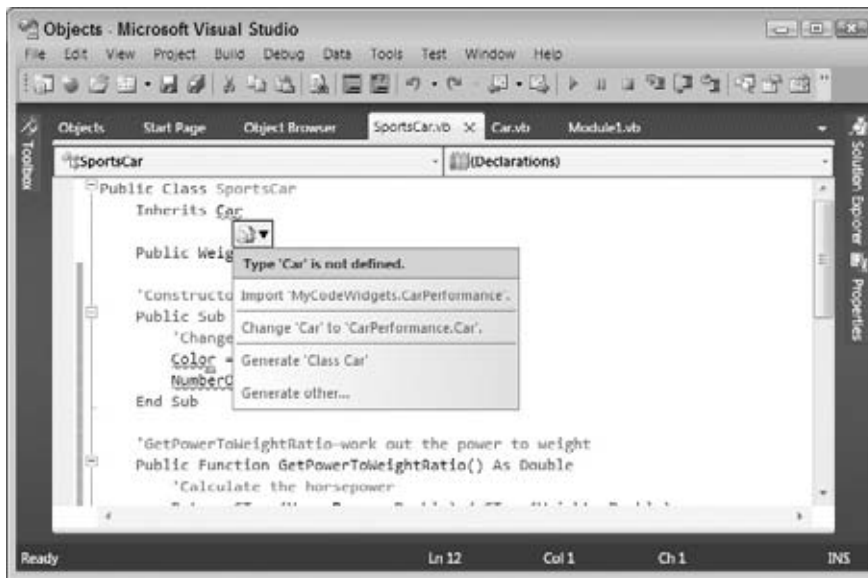 Objects - Microsoft Visual Studio
File Edit View Project Build Debug Data Tools Test Window Help
Objects Start Page Object Browser SportsCar.vb Car.vb Module1.vb
Toolbox
Solution Explorer
Properties
SportsCar (Declarations)
Public Class SportsCar
Inherits Car
Public Weig
Type 'Car' is not defined.
'Constructo
Import 'MyCodeWidgets.CarPerformance'.
Public Sub
'Change
Change 'Car' to 'CarPerformance.Car'.
Color =
Generate 'Class Car'
NumberO
Generate other...
End Sub
'GetPowerToWeightRatio-work out the power to weight
Public Function GetPowerToWeightRatio() As Double
'Calculate the horsepower
Ready Ln 12 Col 1 Ch 1 INS